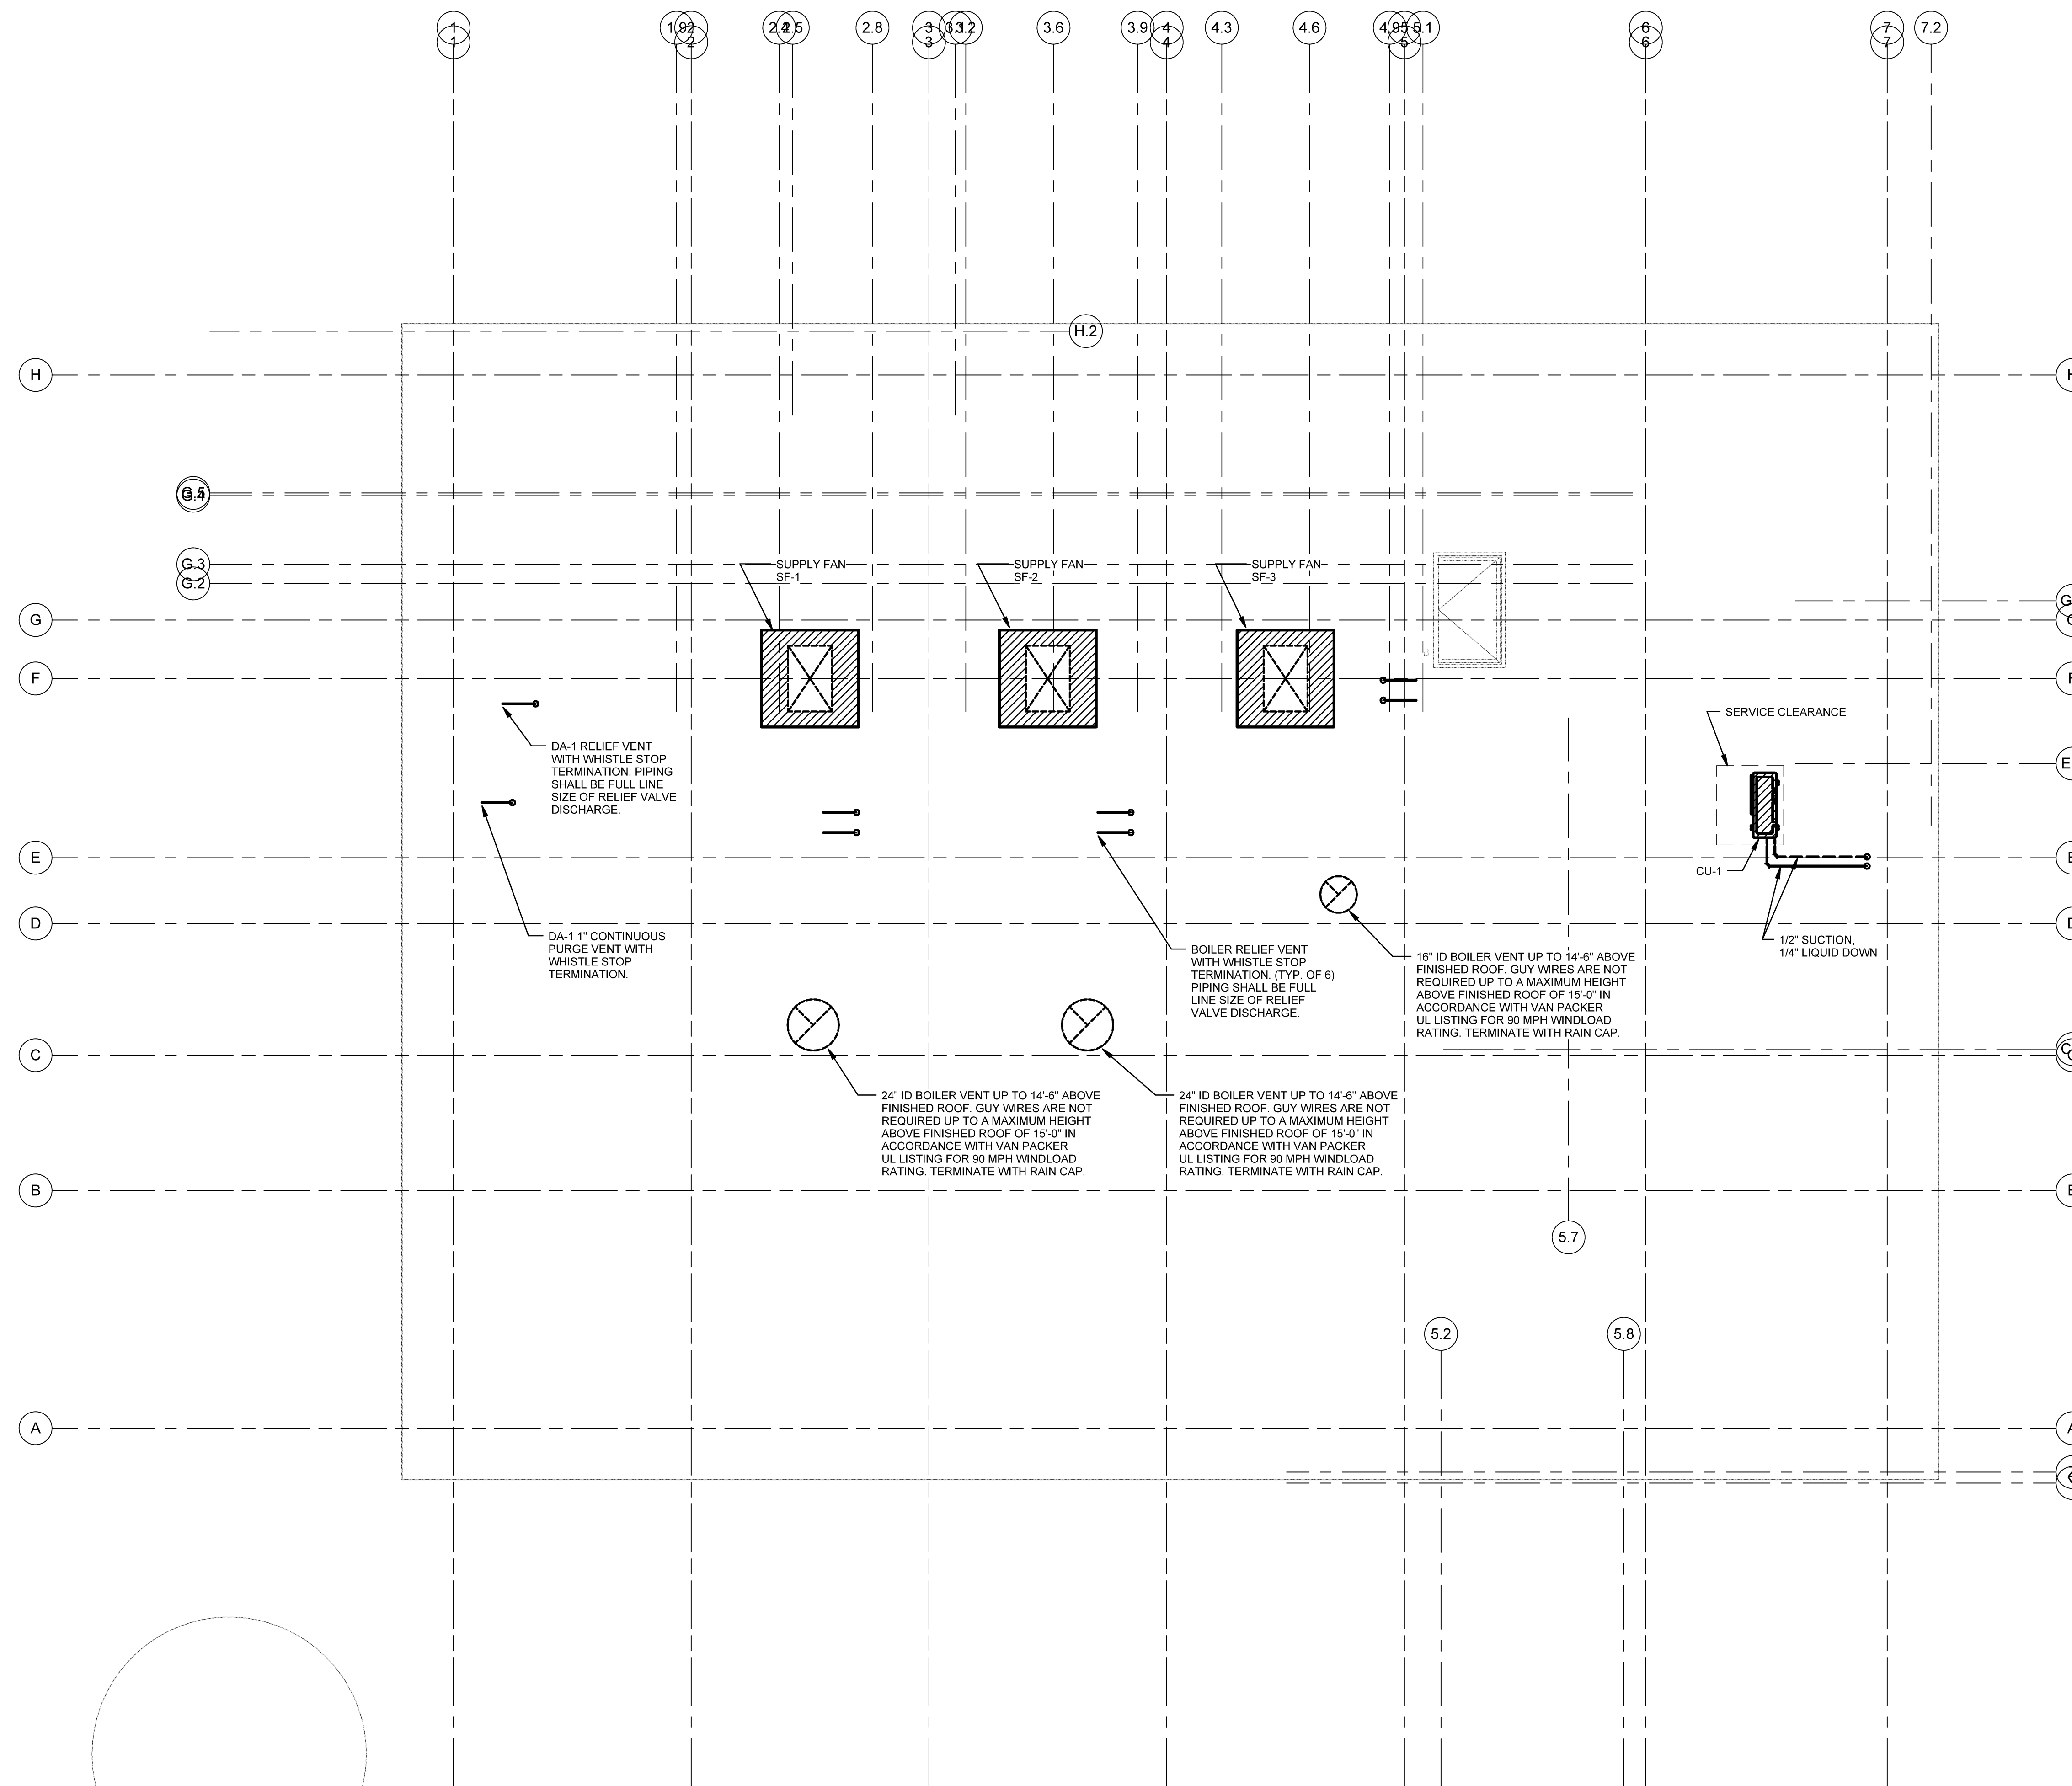 1
1.9
2
2.4
2.5
2.8
3
3.1
3.2
3.6
3.9
4
4.3
4.6
4.9
5
5.1
6
7
7.2
1
2
3
4
5
6
7
H.2
H
H
G.5
G.4
G.3
G.2
G
G
F
F
E
E
D
D
C
C
B
B
A
A
SUPPLY FAN
SF-1
SUPPLY FAN
SF-2
SUPPLY FAN
SF-3
SERVICE CLEARANCE
DA-1 RELIEF VENT
WITH WHISTLE STOP
TERMINATION. PIPING
SHALL BE FULL LINE
SIZE OF RELIEF VALVE
DISCHARGE.
CU-1
DA-1 1" CONTINUOUS
PURGE VENT WITH
WHISTLE STOP
TERMINATION.
BOILER RELIEF VENT
WITH WHISTLE STOP
TERMINATION. (TYP. OF 6)
PIPING SHALL BE FULL
LINE SIZE OF RELIEF
VALVE DISCHARGE.
16" ID BOILER VENT UP TO 14'-6" ABOVE
FINISHED ROOF. GUY WIRES ARE NOT
REQUIRED UP TO A MAXIMUM HEIGHT
ABOVE FINISHED ROOF OF 15'-0" IN
ACCORDANCE WITH VAN PACKER
UL LISTING FOR 90 MPH WINDLOAD
RATING. TERMINATE WITH RAIN CAP.
1/2" SUCTION,
1/4" LIQUID DOWN
24" ID BOILER VENT UP TO 14'-6" ABOVE
FINISHED ROOF. GUY WIRES ARE NOT
REQUIRED UP TO A MAXIMUM HEIGHT
ABOVE FINISHED ROOF OF 15'-0" IN
ACCORDANCE WITH VAN PACKER
UL LISTING FOR 90 MPH WINDLOAD
RATING. TERMINATE WITH RAIN CAP.
24" ID BOILER VENT UP TO 14'-6" ABOVE
FINISHED ROOF. GUY WIRES ARE NOT
REQUIRED UP TO A MAXIMUM HEIGHT
ABOVE FINISHED ROOF OF 15'-0" IN
ACCORDANCE WITH VAN PACKER
UL LISTING FOR 90 MPH WINDLOAD
RATING. TERMINATE WITH RAIN CAP.
5.7
5.2
5.8